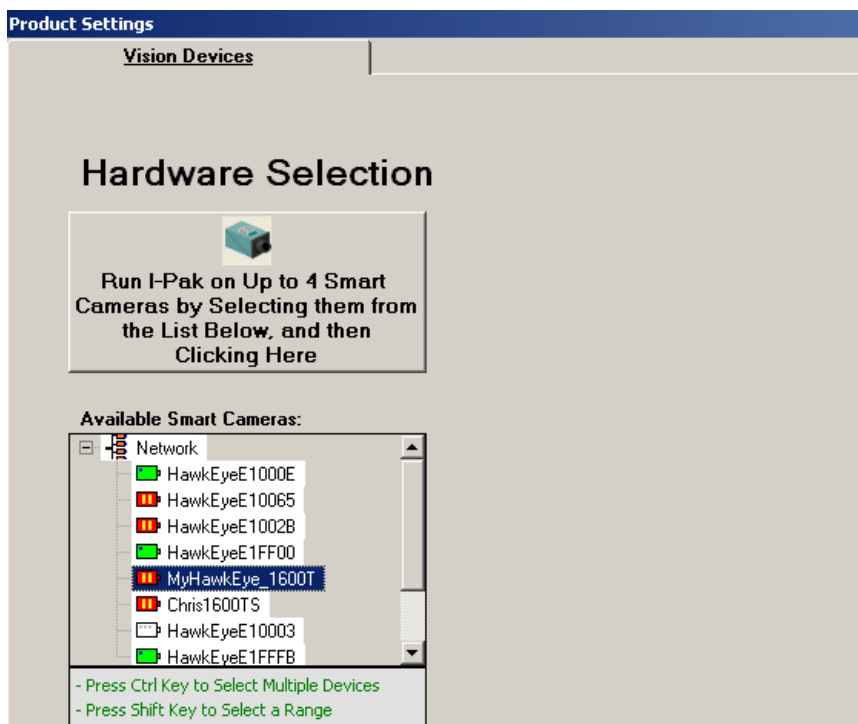 Product Settings
Vision Devices
Hardware Selection
Run I-Pak on Up to 4 Smart
Cameras by Selecting them from
the List Below, and then
Clicking Here
Available Smart Cameras:
Network
HawkEyeE1000E
HawkEyeE10065
HawkEyeE1002B
HawkEyeE1FF00
MyHawkEye_1600T
Chris1600TS
HawkEyeE10003
HawkEyeE1FFFB
- Press Ctrl Key to Select Multiple Devices
- Press Shift Key to Select a Range